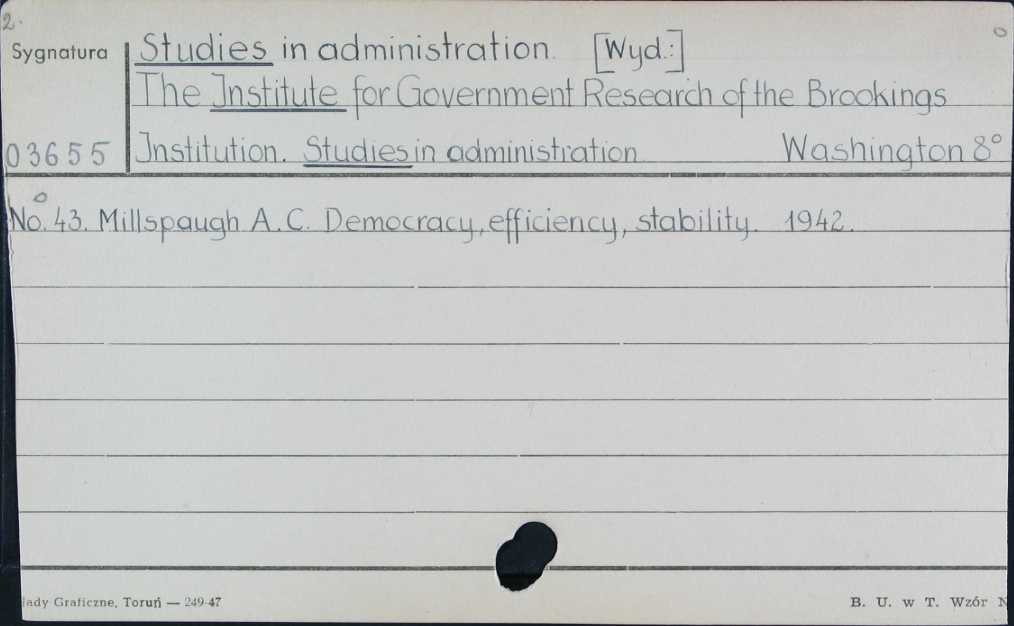 2.
Sygnatura
Studies in administration. [Wyd.:]
The Institute for Government Research of the Brookings
03655
Institution. Studies in administration Washington 8°
No. 43. Millspaugh A.C. Democracy, efficiency, stability. 1942.
łady Graficzne, Toruń — 249-47
B. U. w T. Wzór N